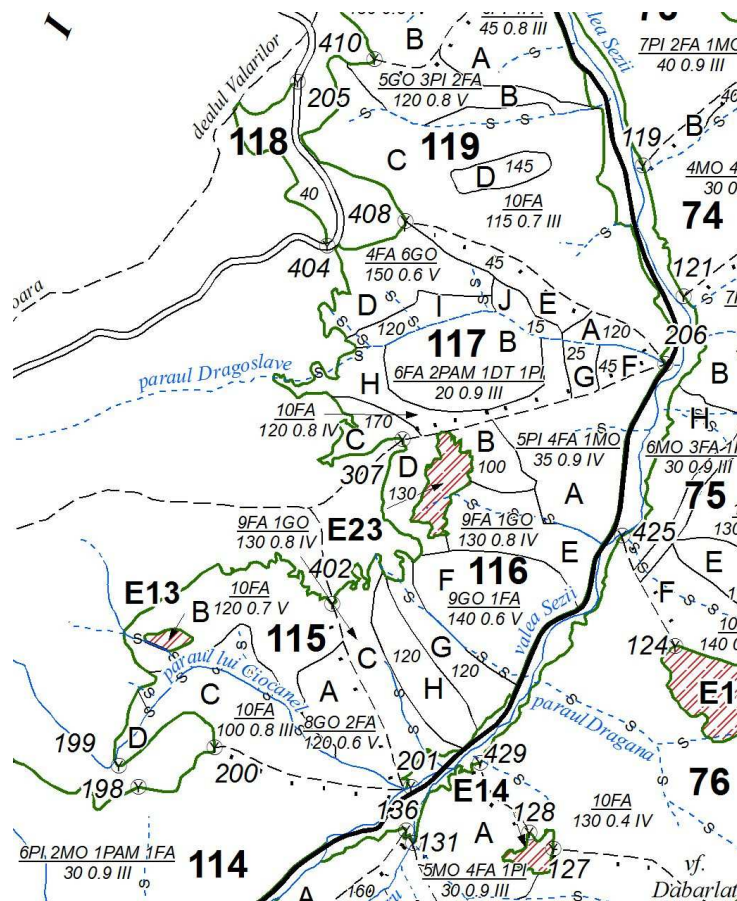 410
B
A
45 0.8 III
valea Sezii
7PI 2FA 1MO
40 0.9 III
dealul Valarilor
205
5GO 3PI 2FA
120 0.8 V
B
40
118
119
119
B
C
D
145
40
10FA
115 0.7 III
74
408
404
4FA 6GO
150 0.6 V
45
121
oara
D
I
J
E
120
15
A
120
206
117
B
paraul Dragoslave
6FA 2PAM 1DT 1PI
20 0.9 III
25
45
F
G
B
H
H
10FA
120 0.8 IV
170
C
307
D
B
100
5PI 4FA 1MO
35 0.9 IV
30 0.9 III
130
A
75
9FA 1GO
130 0.8 IV
E23
9FA 1GO
130 0.8 IV
425
E
E
402
F
116
F
E13
10FA
120 0.7 V
B
9GO 1FA
140 0.6 V
valea Sezii
115
124
G
120
120
C
paraul lui Ciocanel
C
A
H
E1
10FA
100 0.8 III
8GO 2FA
120 0.6 V
paraul Dragana
199
D
200
201
429
198
E14
76
136
128
10FA
130 0.4 IV
131
A
127
6PI 2MO 1PAM 1FA
30 0.9 III
114
5MO 4FA 1PI
30 0.9 III
vf.
Dabarlat
160
A